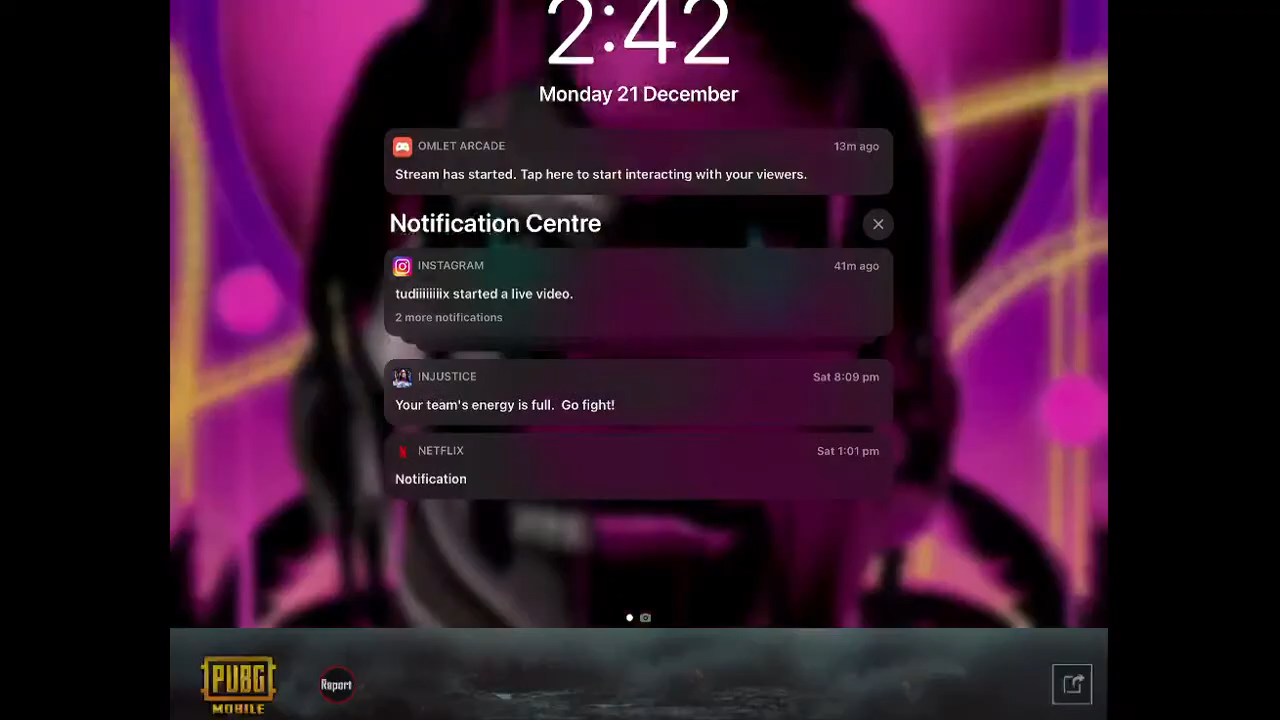 2:42
Monday 21 December
OMLET ARCADE
13m ago
Stream has started. Tap here to start interacting with your viewers.
Notification Centre
INSTAGRAM
41m ago
tudiiiiiiiix started a live video.
2 more notifications
INJUSTICE
Sat 8:09 pm
Your team's energy is full.  Go fight!
NETFLIX
Sat 1:01 pm
Notification
PUBG
MOBILE
Report